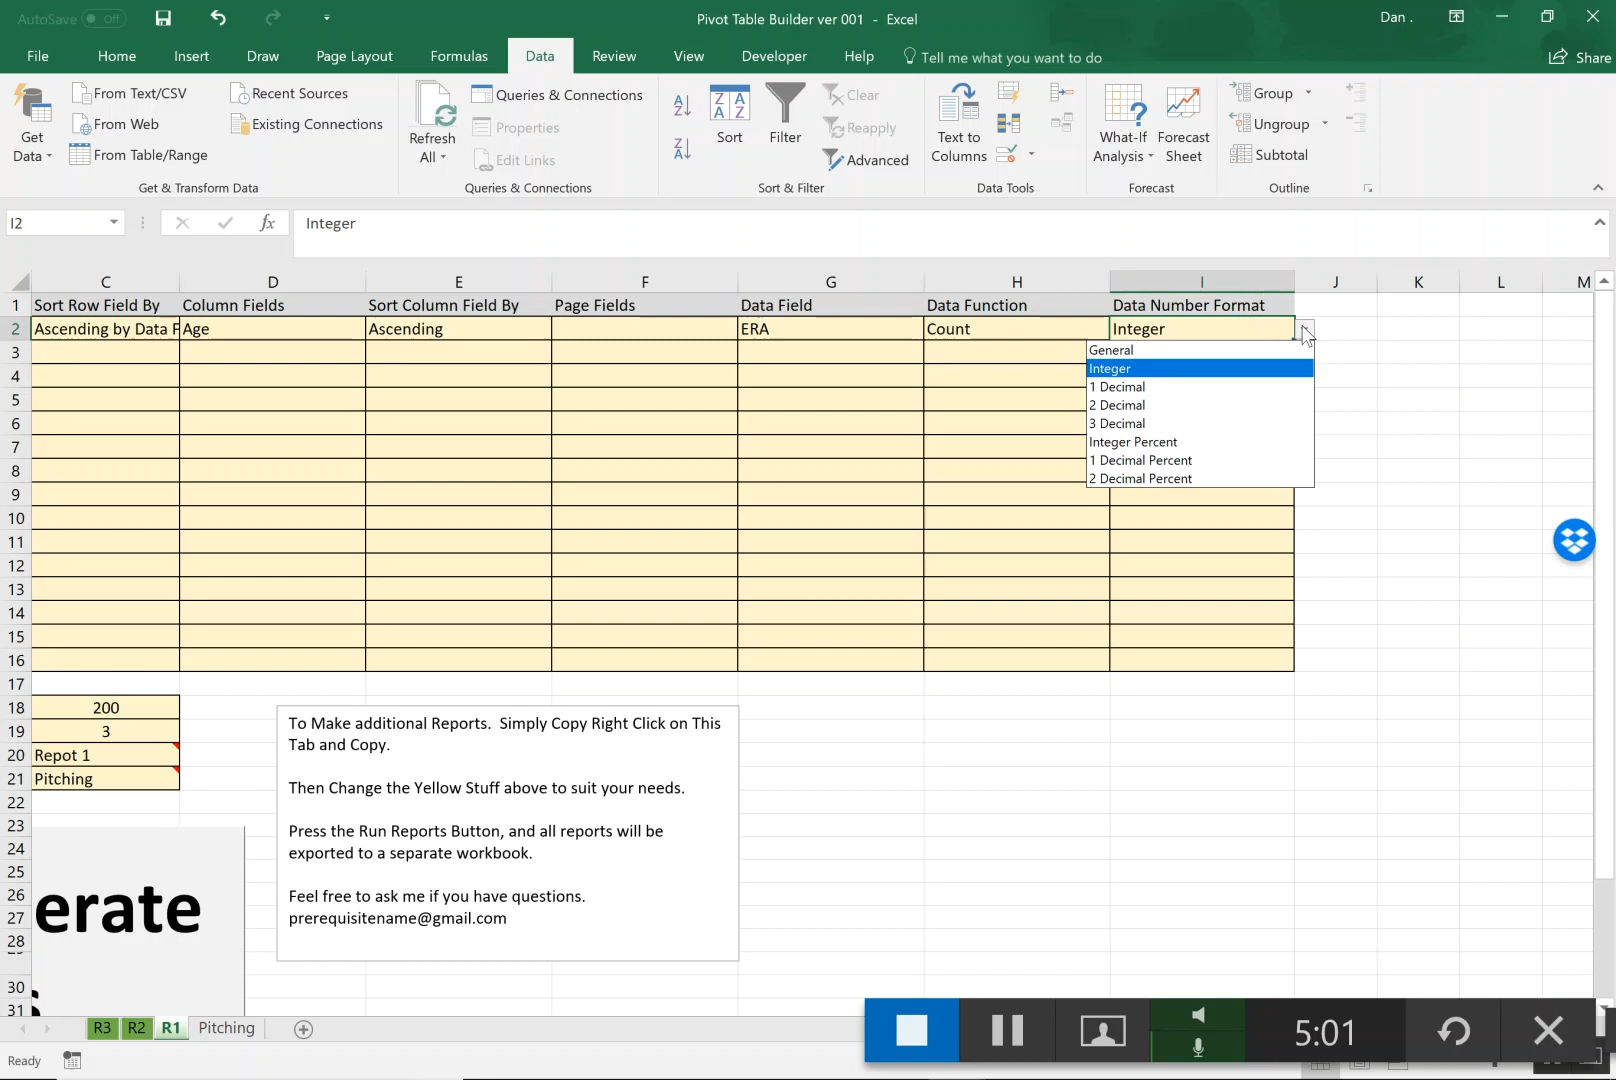 AutoSave Off
Pivot Table Builder ver 001 - Excel
Dan .
File Home Insert Draw Page Layout Formulas Data Review View Developer Help Tell me what you want to do Share
Get Data
From Text/CSV
From Web
From Table/Range
Recent Sources
Existing Connections
Get & Transform Data
Refresh All
Queries & Connections
Properties
Edit Links
Queries & Connections
A Z
Z A
Z A A Z
Sort
Filter
Clear
Reapply
Advanced
Sort & Filter
Text to Columns
Data Tools
What-If Analysis
Forecast Sheet
Forecast
Group
Ungroup
Subtotal
Outline
I2 fx Integer
C D E F G H I J K L M
1 Sort Row Field By Column Fields Sort Column Field By Page Fields Data Field Data Function Data Number Format
2 Ascending by Data F Age Ascending ERA Count Integer
General
Integer
1 Decimal
2 Decimal
3 Decimal
Integer Percent
1 Decimal Percent
2 Decimal Percent
3
4
5
6
7
8
9
10
11
12
13
14
15
16
17
18 200
19 3
20 Repot 1
21 Pitching
22
23
24
25
26
27
28
30
31
To Make additional Reports. Simply Copy Right Click on This
Tab and Copy.
Then Change the Yellow Stuff above to suit your needs.
Press the Run Reports Button, and all reports will be
exported to a separate workbook.
Feel free to ask me if you have questions.
prerequisitename@gmail.com
erate
s
R3 R2 R1 Pitching
Ready
5:01